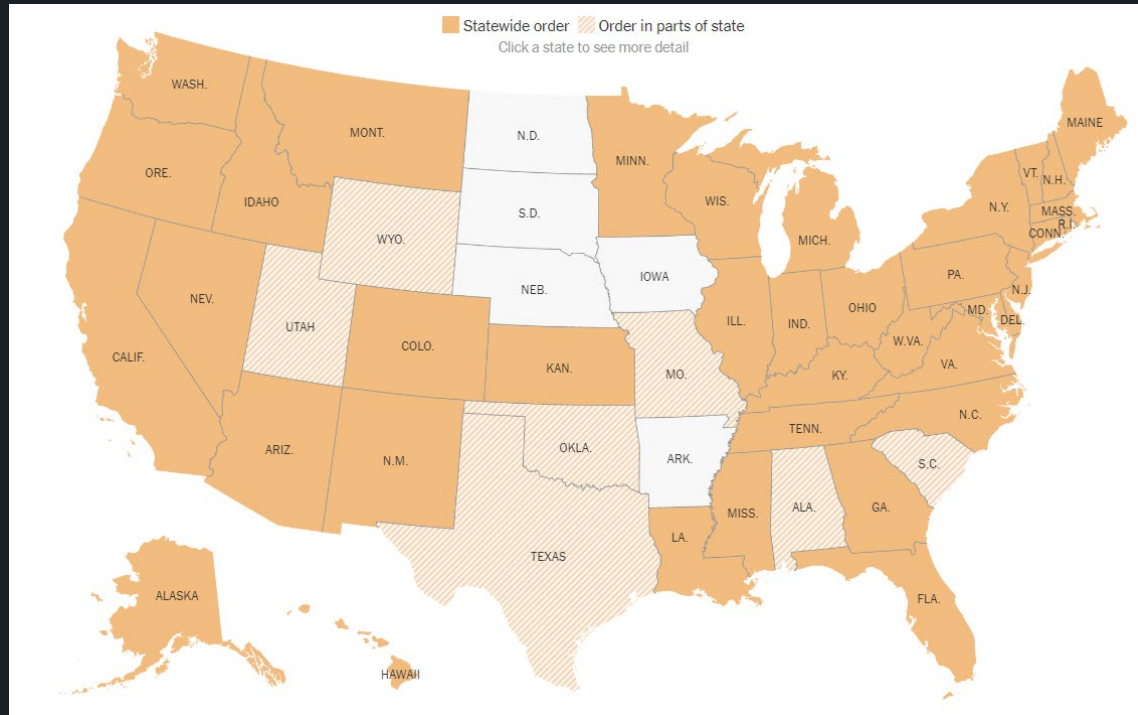 Statewide order Order in parts of state
Click a state to see more detail
WASH.
MONT.
N.D.
MINN.
MAINE
ORE.
IDAHO
S.D.
WIS.
VT.
N.H.
N.Y.
MASS.
R.I.
CONN.
WYO.
MICH.
NEB.
IOWA
PA.
N.J.
NEV.
UTAH
COLO.
ILL.
IND.
OHIO
MD.
DEL.
CALIF.
KAN.
MO.
W.VA.
VA.
KY.
ARIZ.
N.M.
OKLA.
ARK.
TENN.
N.C.
S.C.
TEXAS
LA.
MISS.
ALA.
GA.
ALASKA
HAWAII
FLA.